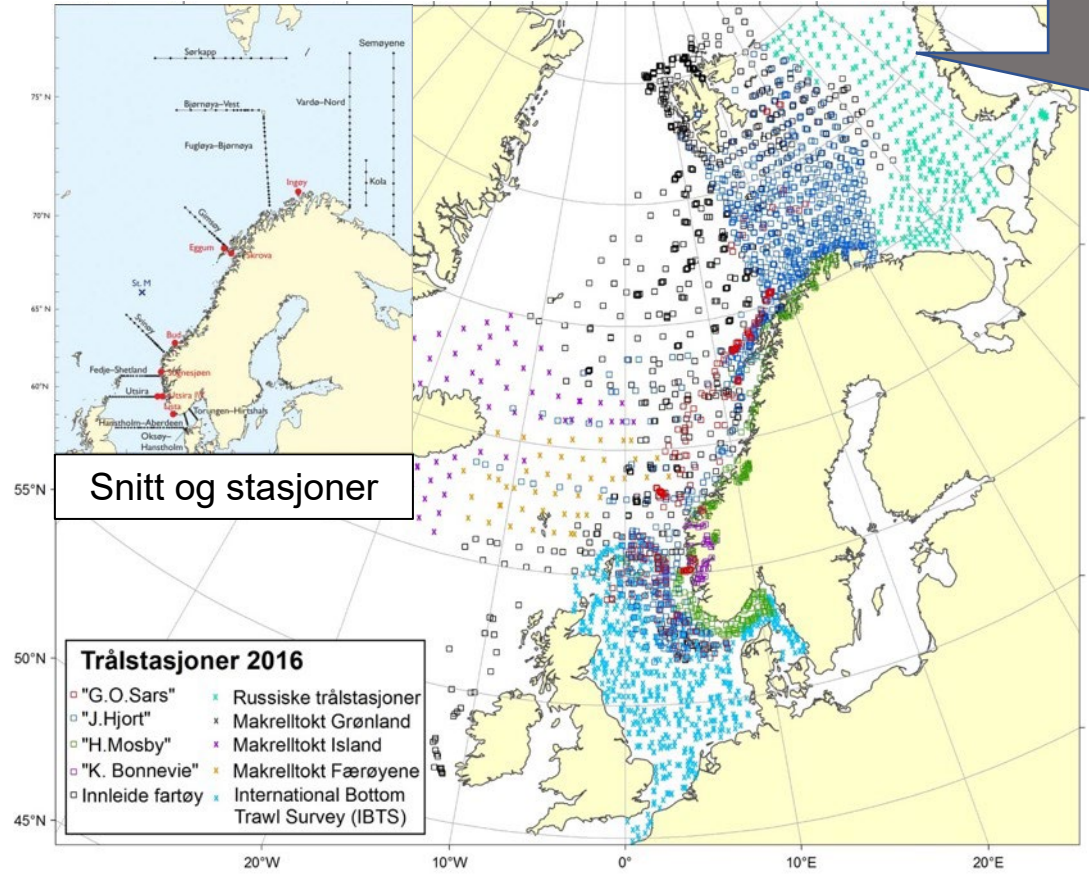 Sørkapp
Semøyene
75° N
Bjørnøya–Vest
Vardø–Nord
Fugløya–Bjørnøya
Kola
Ingøy
70°N
Gimsøy
Eggum
Skrova
St. M
65° N
Svinøy
Bud
Fedje–Shetland
Sognesjøen
60°N
Utsira
Lista
Torungen–Hirtshals
Hanstholm–Aberdeen
Oksøy–
Hanstholm
Snitt og stasjoner
55°N
50°N
45°N
Trålstasjoner 2016
"G.O.Sars"
"J.Hjort"
"H.Mosby"
"K. Bonnevie"
Innleide fartøy
Russiske trålstasjoner
Makrelltokt Grønland
Makrelltokt Island
Makrelltokt Færøyene
International Bottom
Trawl Survey (IBTS)
20°W
10°W
0°
10°E
20°E